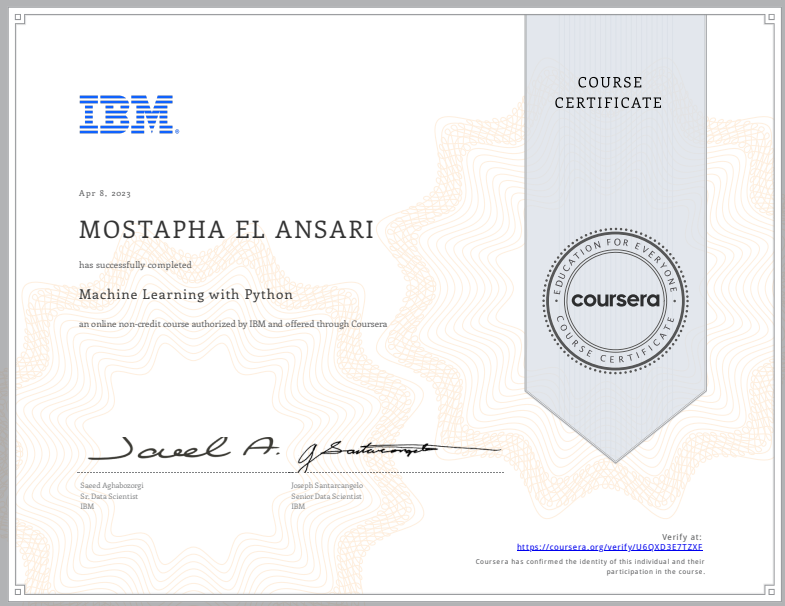 COURSE
CERTIFICATE
IBM®
Apr 8, 2023
MOSTAPHA EL ANSARI
has successfully completed
Machine Learning with Python
an online non-credit course authorized by IBM and offered through Coursera
EDUCATION FOR EVERYONE
coursera
COURSE CERTIFICATE
Saeed Aghabozorgi
Sr. Data Scientist
IBM
Joseph Santarcangelo
Senior Data Scientist
IBM
Verify at:
https://coursera.org/verify/U6QXD3E7TZXF
Coursera has confirmed the identity of this individual and their
participation in the course.